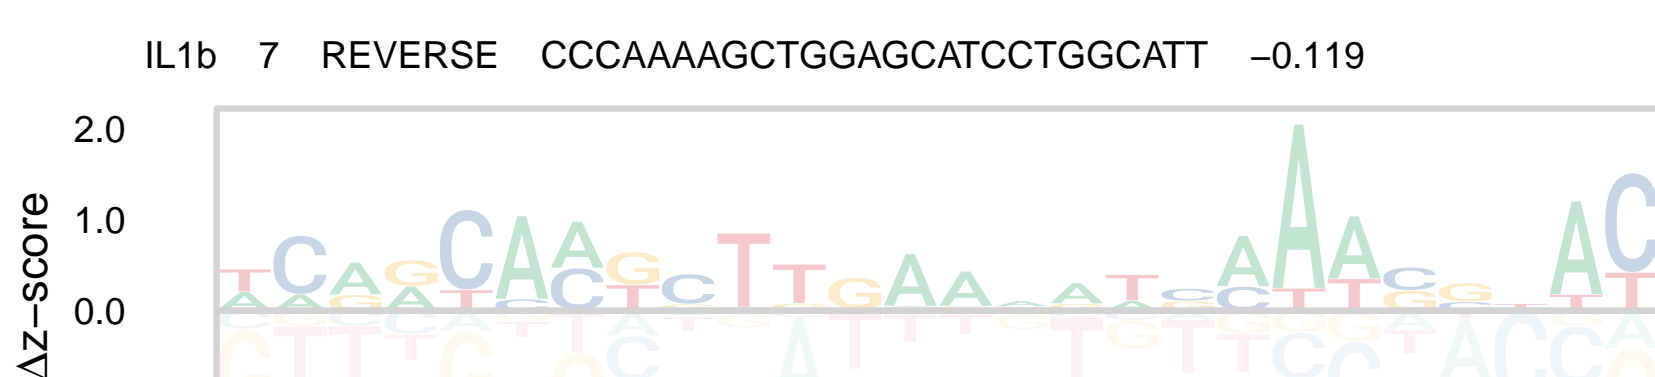 IL1b 7 REVERSE CCCAAAAGCTGGAGCATCCTGGCATT −0.119
2.0
1.0
0.0
Δz−score